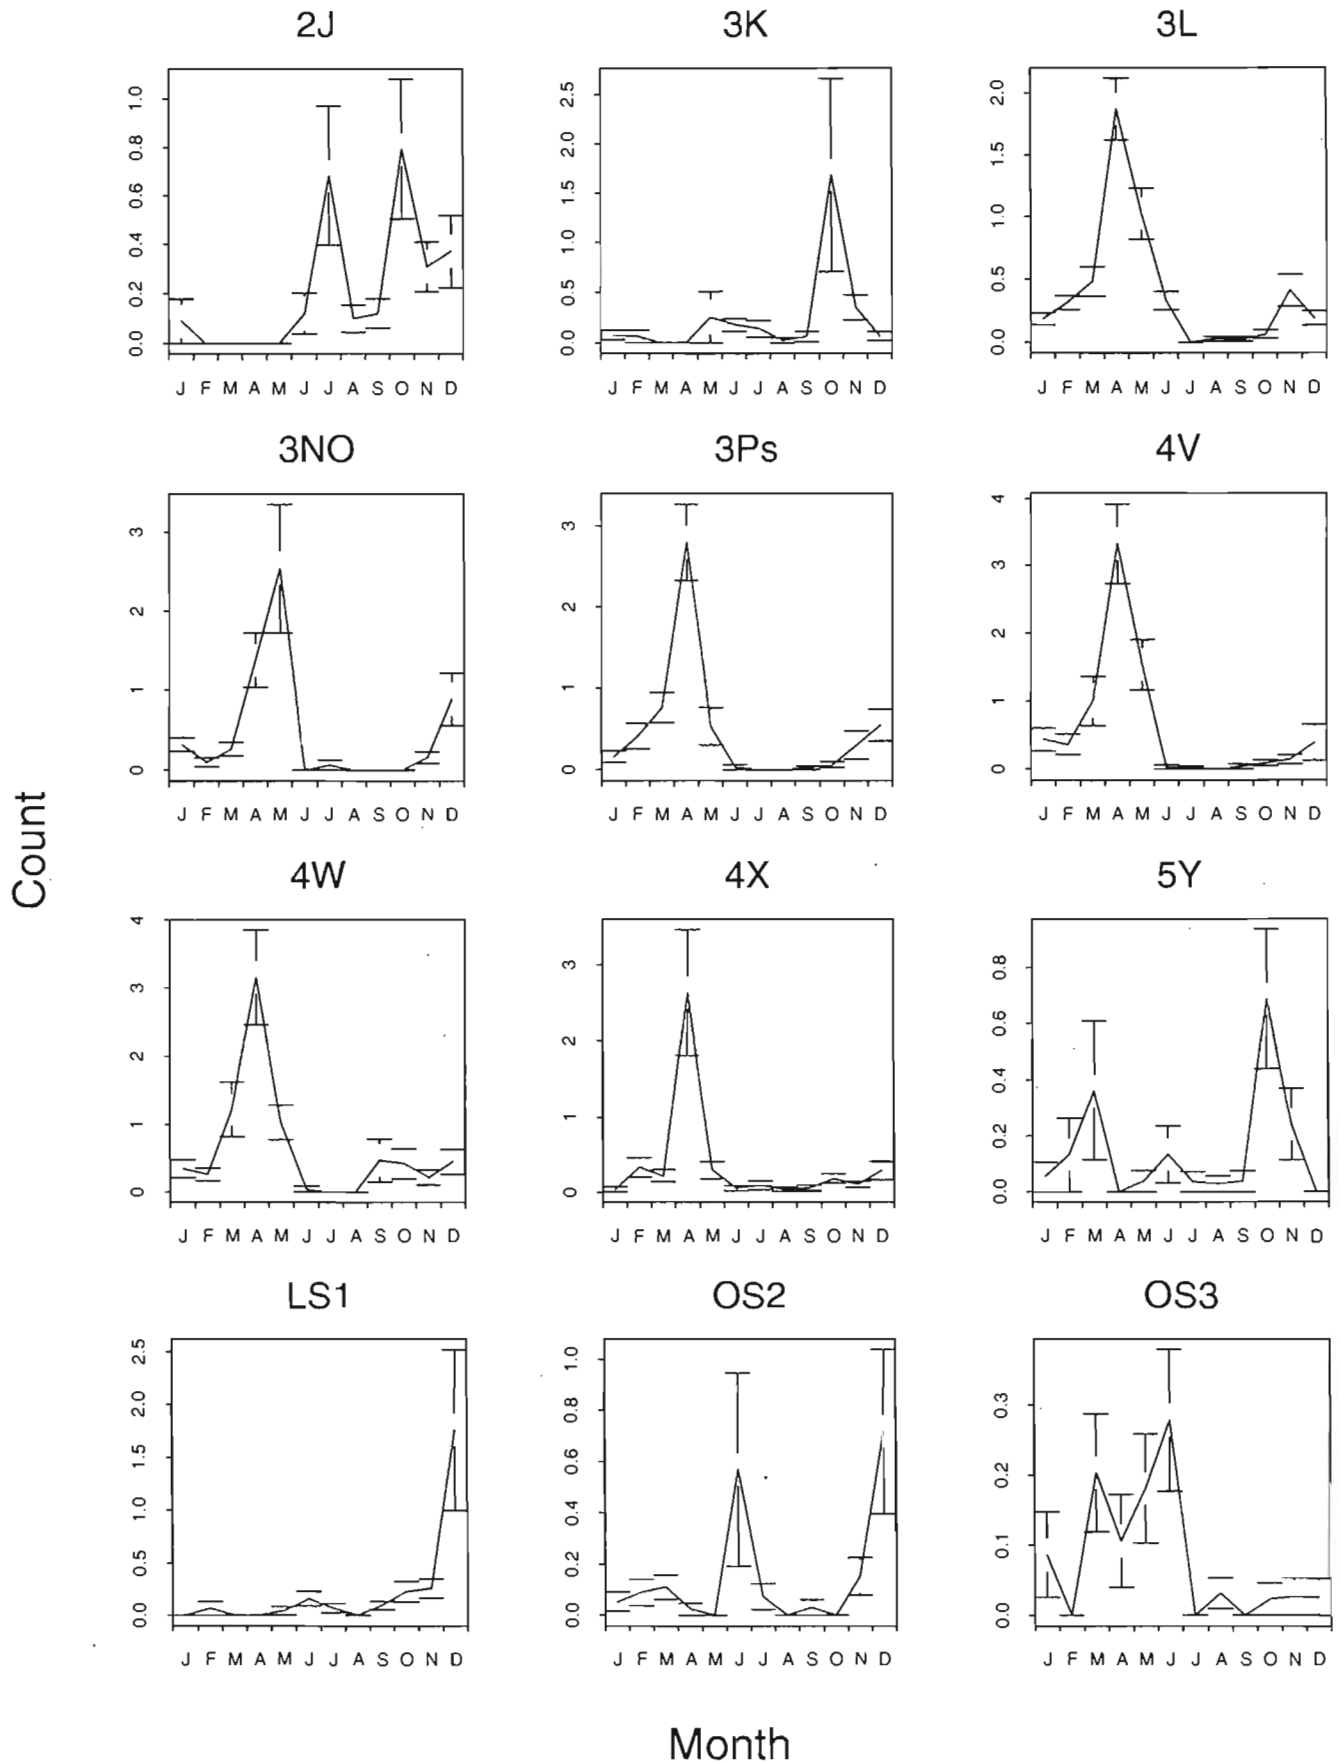 2J 3K 3L
1.0 0.8 0.6 0.4 0.2 0.0
2.5 2.0 1.5 1.0 0.5 0.0
2.0 1.5 1.0 0.5 0.0
J F M A M J J A S O N D
J F M A M J J A S O N D
J F M A M J J A S O N D
3NO 3Ps 4V
3 2 1 0
3 2 1 0
4 3 2 1 0
J F M A M J J A S O N D
J F M A M J J A S O N D
J F M A M J J A S O N D
Count
4W 4X 5Y
4 3 2 1 0
3 2 1 0
0.8 0.6 0.4 0.2 0.0
J F M A M J J A S O N D
J F M A M J J A S O N D
J F M A M J J A S O N D
LS1 OS2 OS3
2.5 2.0 1.5 1.0 0.5 0.0
1.0 0.8 0.6 0.4 0.2 0.0
0.3 0.2 0.1 0.0
J F M A M J J A S O N D
J F M A M J J A S O N D
J F M A M J J A S O N D
Month